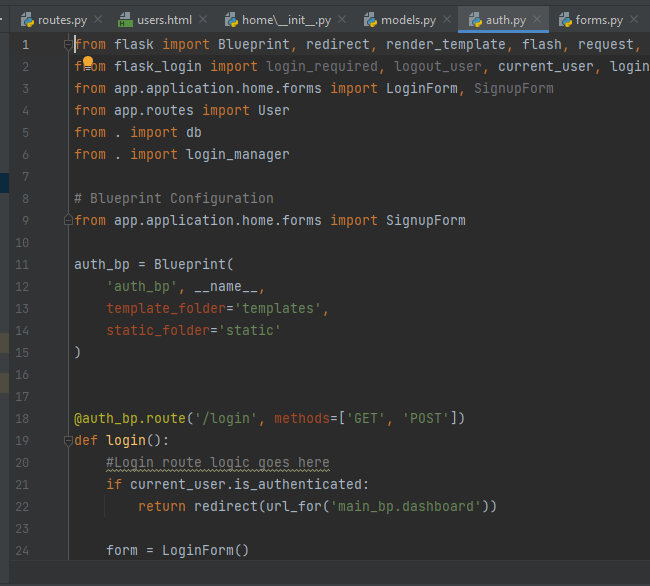 routes.py
users.html
home\__init__.py
models.py
auth.py
forms.py
1 from flask import Blueprint, redirect, render_template, flash, request,
2 from flask_login import login_required, logout_user, current_user, login
3 from app.application.home.forms import LoginForm, SignupForm
4 from app.routes import User
5 from . import db
6 from . import login_manager
7
8 # Blueprint Configuration
9 from app.application.home.forms import SignupForm
10
11 auth_bp = Blueprint(
12     'auth_bp', __name__,
13     template_folder='templates',
14     static_folder='static'
15 )
16
17
18 @auth_bp.route('/login', methods=['GET', 'POST'])
19 def login():
20     #Login route logic goes here
21     if current_user.is_authenticated:
22         return redirect(url_for('main_bp.dashboard'))
23
24     form = LoginForm()